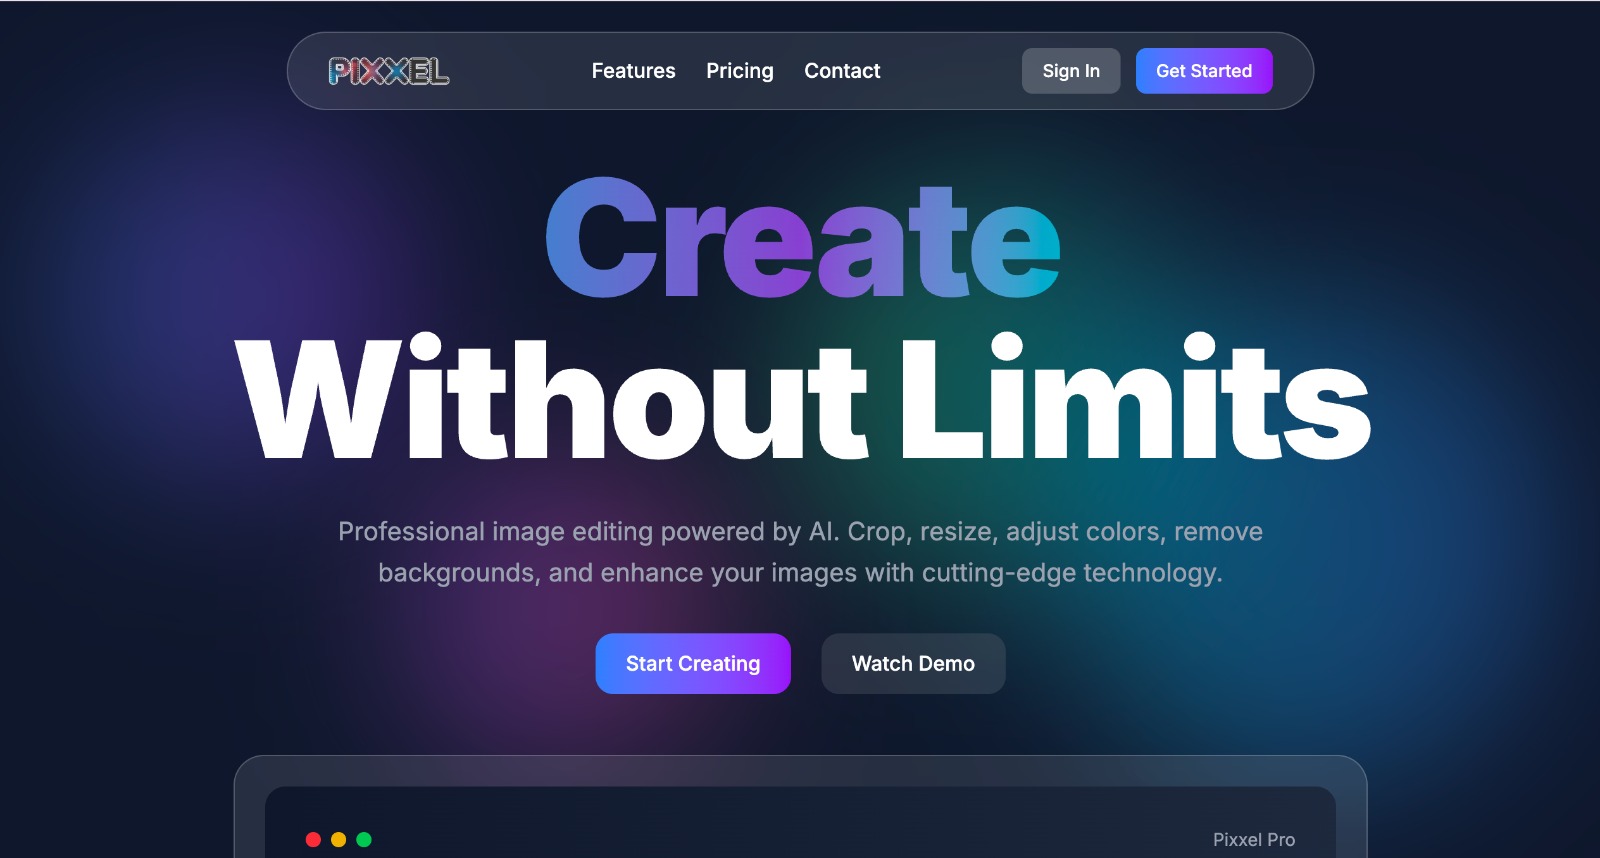 PIXXEL
Features
Pricing
Contact
Sign In
Get Started
Create
Without Limits
Professional image editing powered by AI. Crop, resize, adjust colors, remove
backgrounds, and enhance your images with cutting-edge technology.
Start Creating
Watch Demo
Pixxel Pro